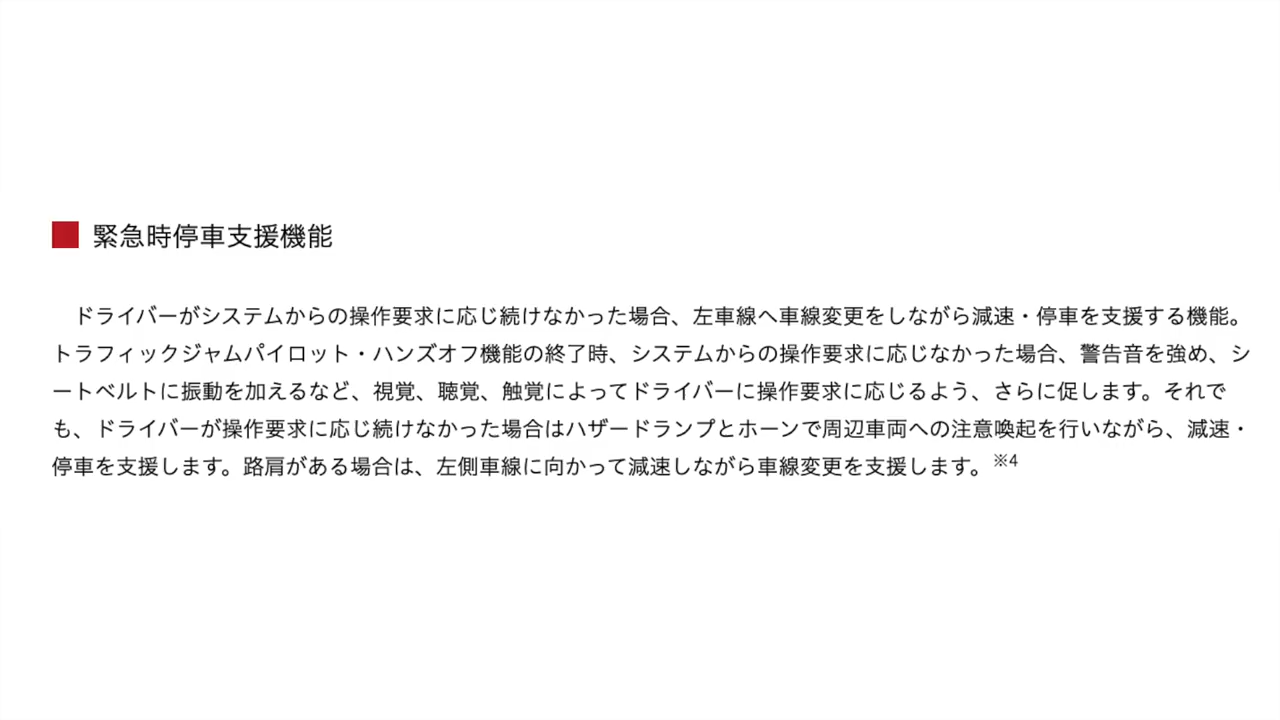 緊急時停車支援機能
ドライバーがシステムからの操作要求に応じ続けなかった場合、左車線へ車線変更をしながら減速・停車を支援する機能。
トラフィックジャムパイロット・ハンズオフ機能の終了時、システムからの操作要求に応じなかった場合、警告音を強め、シ
ートベルトに振動を加えるなど、視覚、聴覚、触覚によってドライバーに操作要求に応じるよう、さらに促します。それで
も、ドライバーが操作要求に応じ続けなかった場合はハザードランプとホーンで周辺車両への注意喚起を行いながら、減速・
停車を支援します。路肩がある場合は、左側車線に向かって減速しながら車線変更を支援します。※4